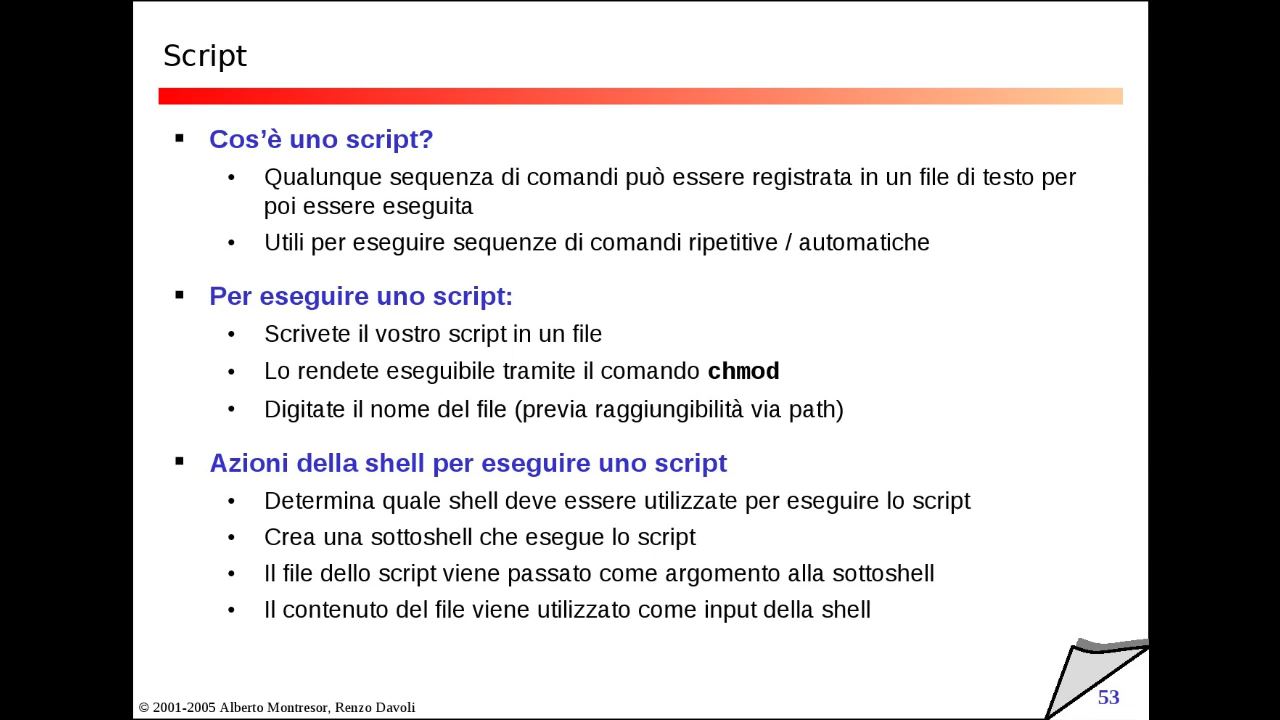 Script
Cos'è uno script?
Qualunque sequenza di comandi può essere registrata in un file di testo per
poi essere eseguita
Utili per eseguire sequenze di comandi ripetitive / automatiche
Per eseguire uno script:
Scrivete il vostro script in un file
Lo rendete eseguibile tramite il comando chmod
Digitate il nome del file (previa raggiungibilità via path)
Azioni della shell per eseguire uno script
Determina quale shell deve essere utilizzate per eseguire lo script
Crea una sottoshell che esegue lo script
Il file dello script viene passato come argomento alla sottoshell
Il contenuto del file viene utilizzato come input della shell
© 2001-2005 Alberto Montresor, Renzo Davoli
53